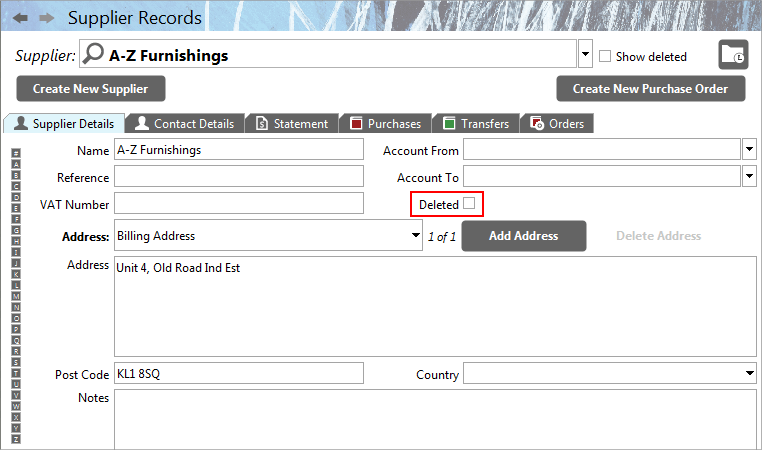 Supplier Records
Supplier: A-Z Furnishings Show deleted
Create New Supplier Create New Purchase Order
Supplier Details Contact Details Statement Purchases Transfers Orders
Name A-Z Furnishings Account From
Reference Account To
VAT Number Deleted
Address: Billing Address 1 of 1 Add Address Delete Address
Address Unit 4, Old Road Ind Est
Post Code KL1 8SQ Country
Notes
#
A
B
C
D
E
F
G
H
I
J
K
L
M
N
O
P
Q
R
S
T
U
V
W
X
Y
Z